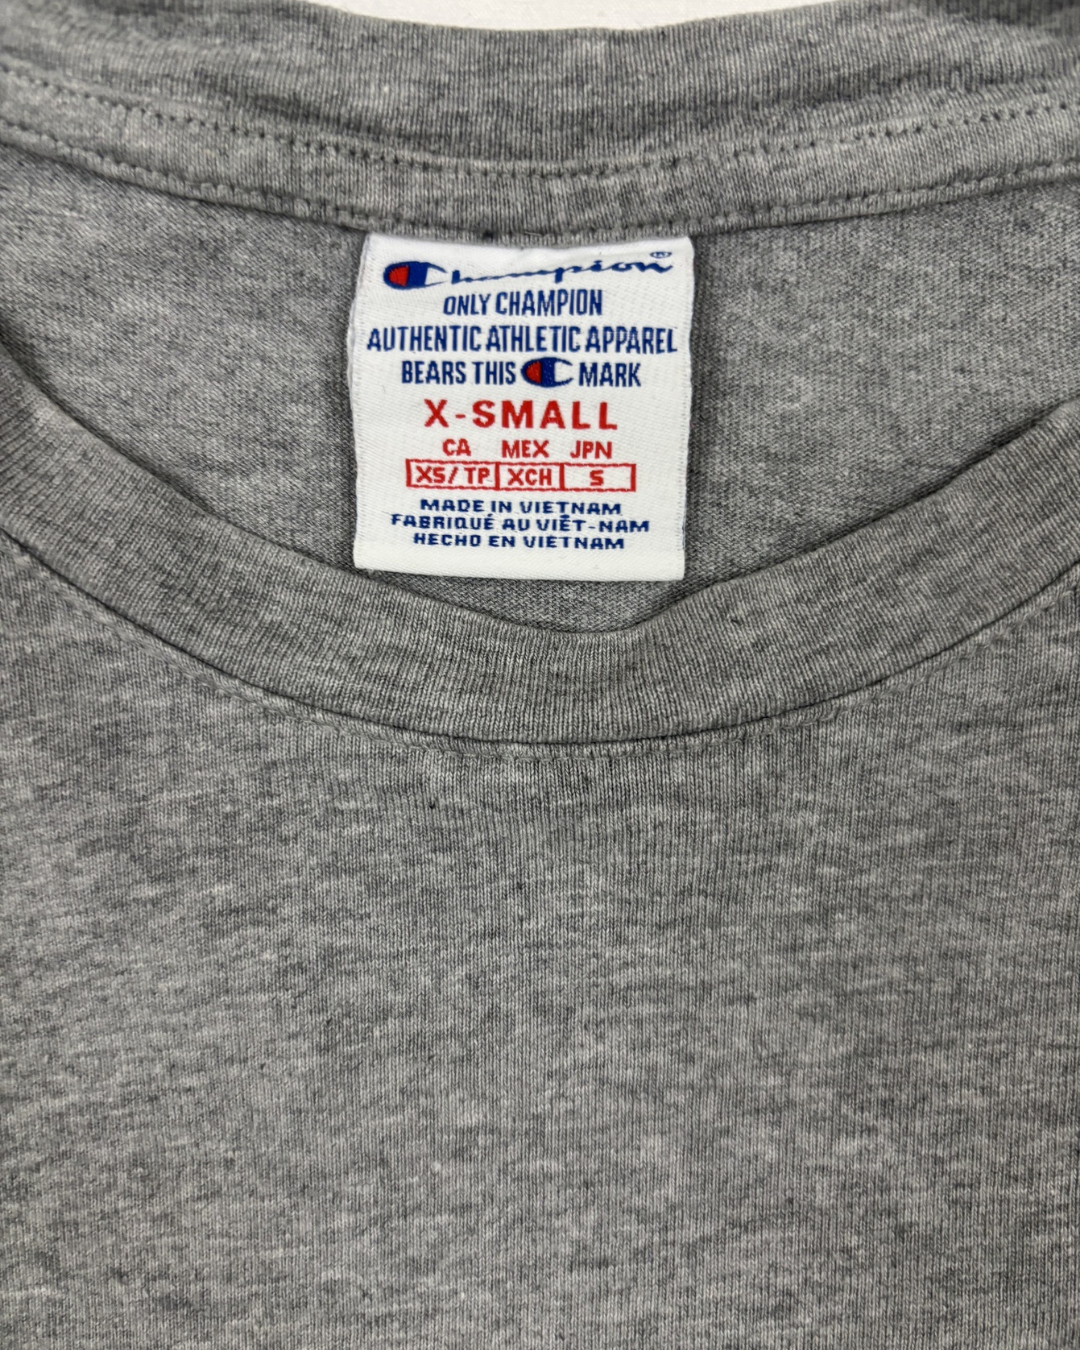 Champion®
ONLY CHAMPION
AUTHENTIC ATHLETIC APPAREL
BEARS THIS C MARK
X-SMALL
CA MEX JPN
XS/TP XCH S
MADE IN VIETNAM
FABRIQUÉ AU VIÊT-NAM
HECHO EN VIETNAM